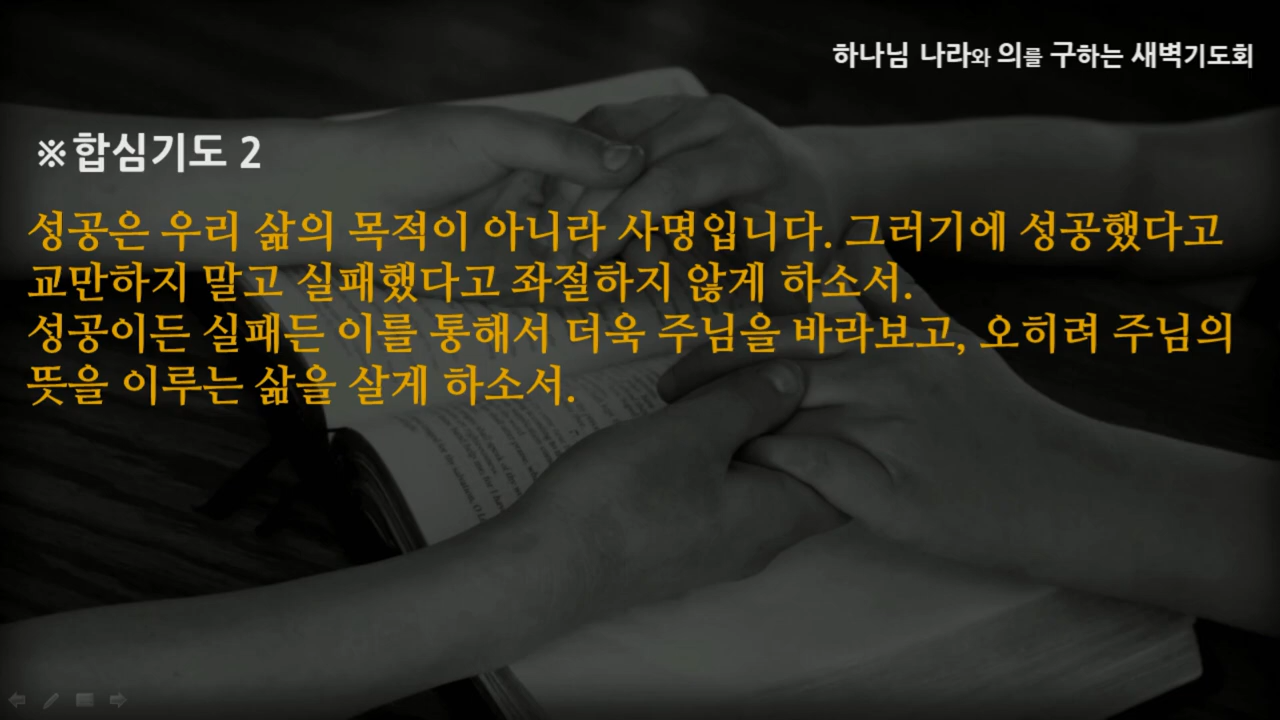 하나님 나라와 의를 구하는 새벽기도회
※합심기도 2
성공은 우리 삶의 목적이 아니라 사명입니다. 그러기에 성공했다고
교만하지 말고 실패했다고 좌절하지 않게 하소서.
성공이든 실패든 이를 통해서 더욱 주님을 바라보고, 오히려 주님의
뜻을 이루는 삶을 살게 하소서.